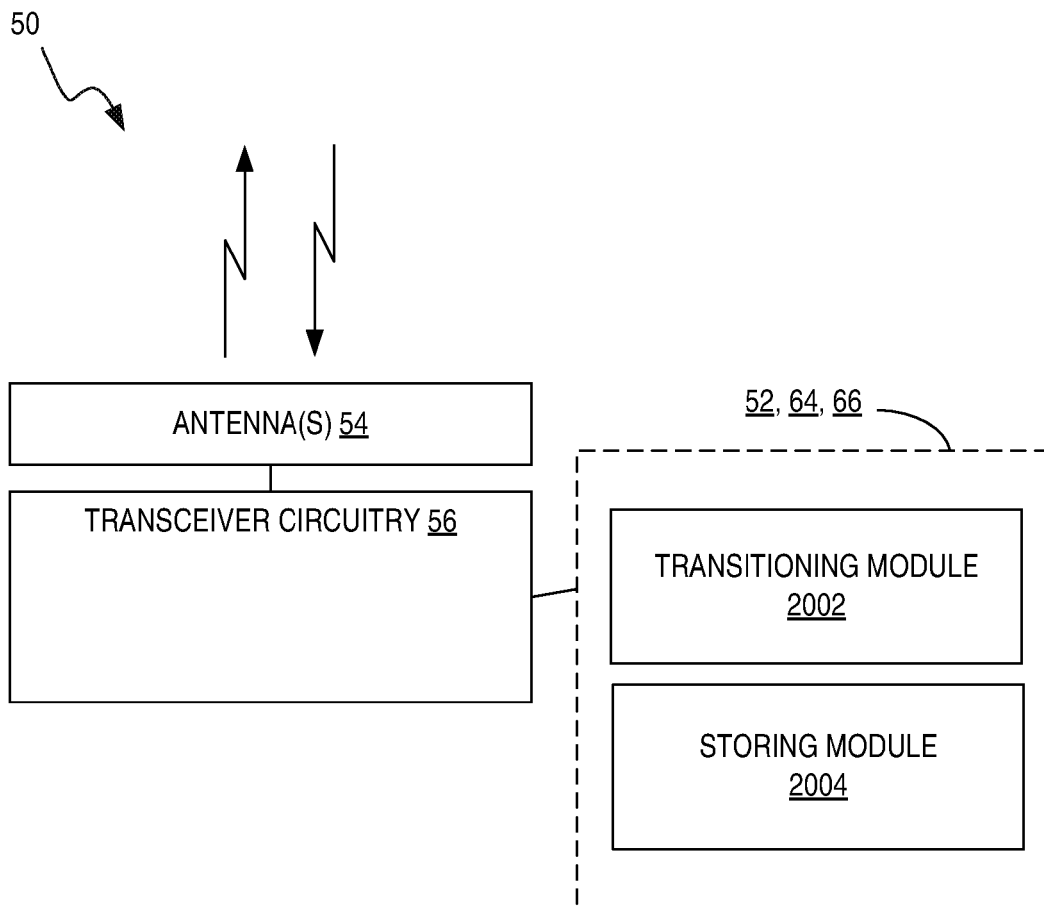 50
ANTENNA(S) 54
52, 64, 66
TRANSCEIVER CIRCUITRY 56
TRANSITIONING MODULE
2002
STORING MODULE
2004